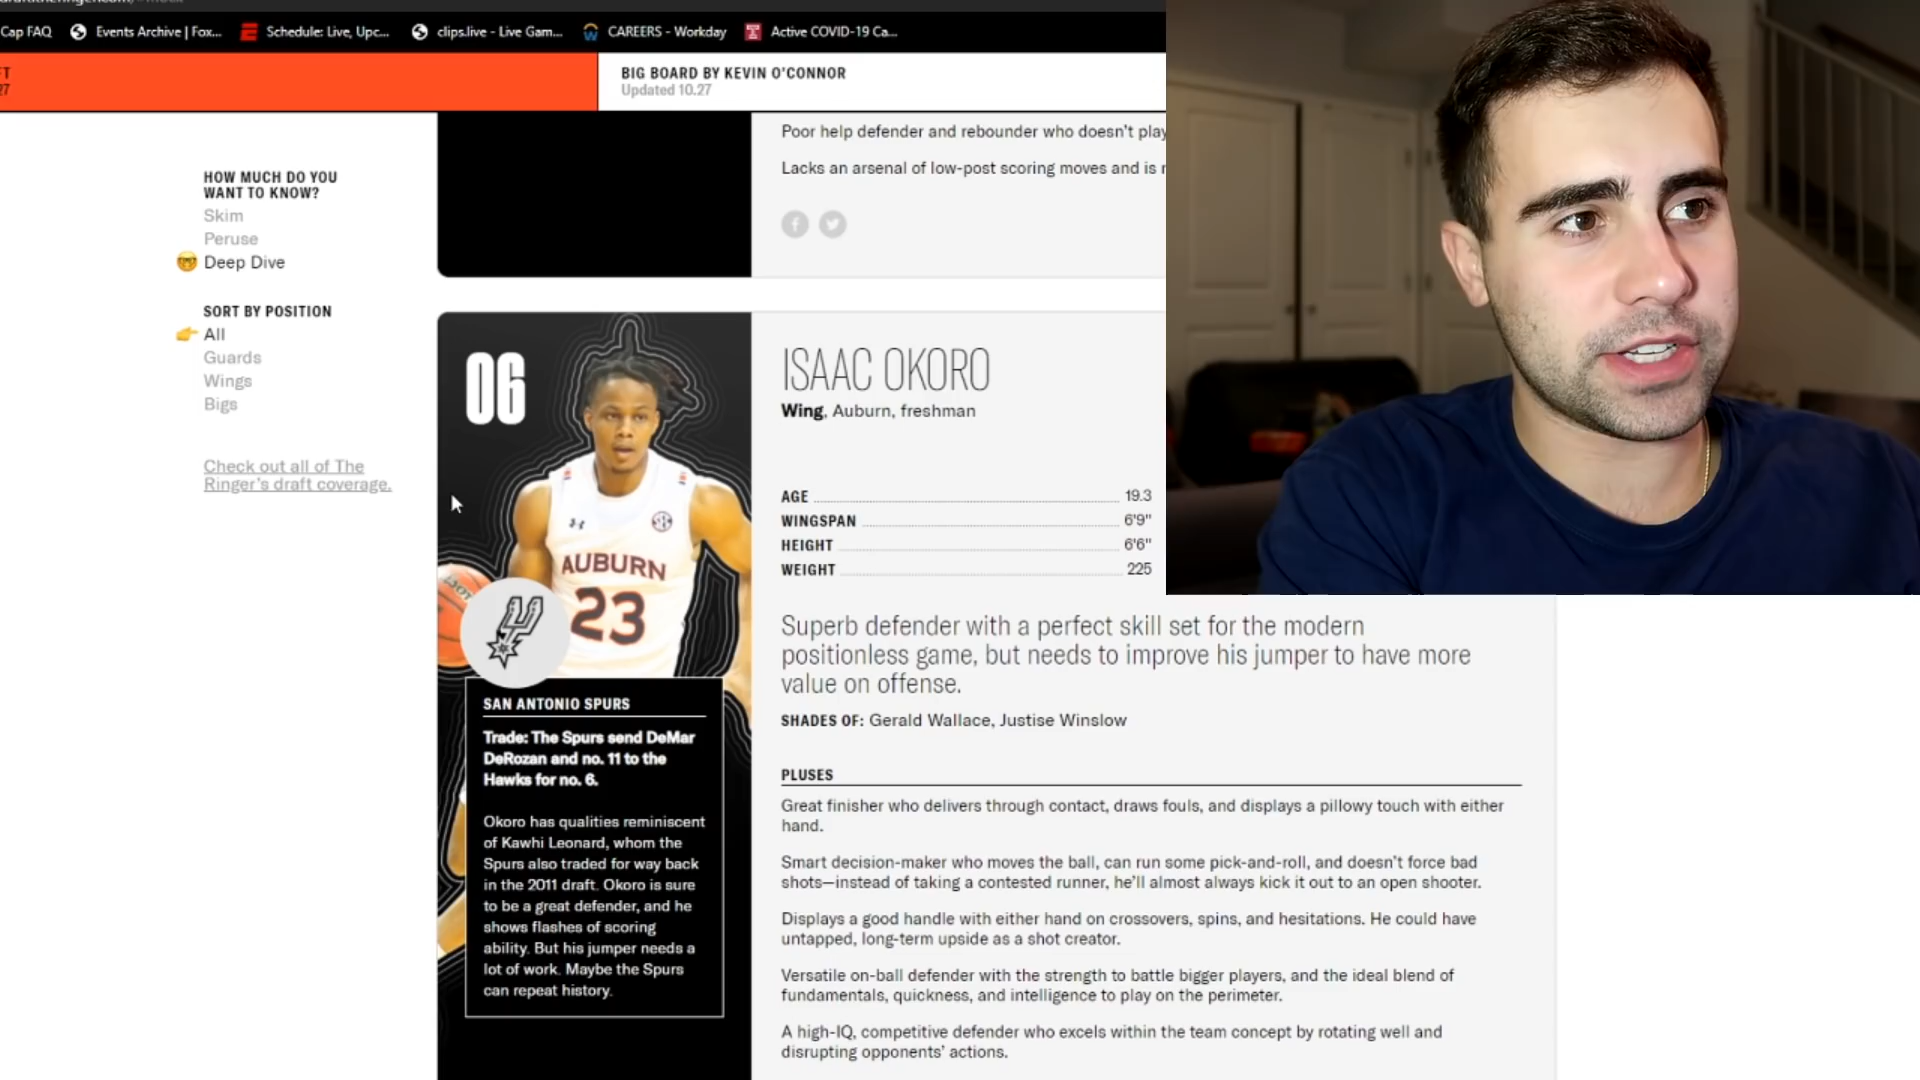 Cap FAQ
Events Archive | Fox...
Schedule: Live, Upc...
clips.live - Live Gam...
CAREERS - Workday
Active COVID-19 Ca...
BIG BOARD BY KEVIN O'CONNOR
Updated 10.27
HOW MUCH DO YOU
WANT TO KNOW?
Skim
Peruse
Deep Dive
SORT BY POSITION
All
Guards
Wings
Bigs
Check out all of The
Ringer's draft coverage.
Poor help defender and rebounder who doesn't play
Lacks an arsenal of low-post scoring moves and is
06
AUBURN
23
SAN ANTONIO SPURS
Trade: The Spurs send DeMar
DeRozan and no. 11 to the
Hawks for no. 6.
Okoro has qualities reminiscent
of Kawhi Leonard, whom the
Spurs also traded for way back
in the 2011 draft. Okoro is sure
to be a great defender, and he
shows flashes of scoring
ability. But his jumper needs a
lot of work. Maybe the Spurs
can repeat history.
ISAAC OKORO
Wing, Auburn, freshman
AGE 19.3
WINGSPAN 6'9"
HEIGHT 6'6"
WEIGHT 225
Superb defender with a perfect skill set for the modern
positionless game, but needs to improve his jumper to have more
value on offense.
SHADES OF: Gerald Wallace, Justise Winslow
PLUSES
Great finisher who delivers through contact, draws fouls, and displays a pillowy touch with either
hand.
Smart decision-maker who moves the ball, can run some pick-and-roll, and doesn't force bad
shots—instead of taking a contested runner, he'll almost always kick it out to an open shooter.
Displays a good handle with either hand on crossovers, spins, and hesitations. He could have
untapped, long-term upside as a shot creator.
Versatile on-ball defender with the strength to battle bigger players, and the ideal blend of
fundamentals, quickness, and intelligence to play on the perimeter.
A high-IQ, competitive defender who excels within the team concept by rotating well and
disrupting opponents' actions.